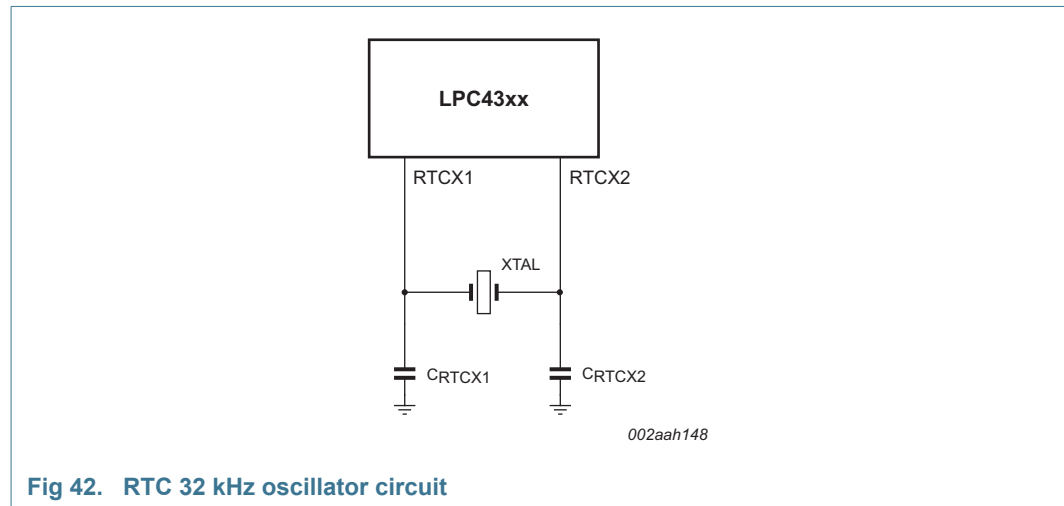 LPC43xx
RTCX1 RTCX2
XTAL
CRTCX1 CRTCX2
002aah148
Fig 42. RTC 32 kHz oscillator circuit